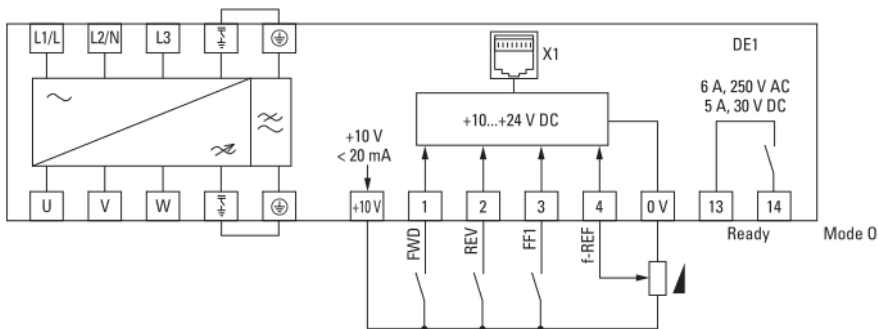 L1/L L2/N L3
X1
DE1
6 A, 250 V AC
5 A, 30 V DC
+10...+24 V DC
+10 V
< 20 mA
U V W +10 V 1 2 3 4 0 V 13 14
FWD REV FF1 f-REF
Ready
Mode 0